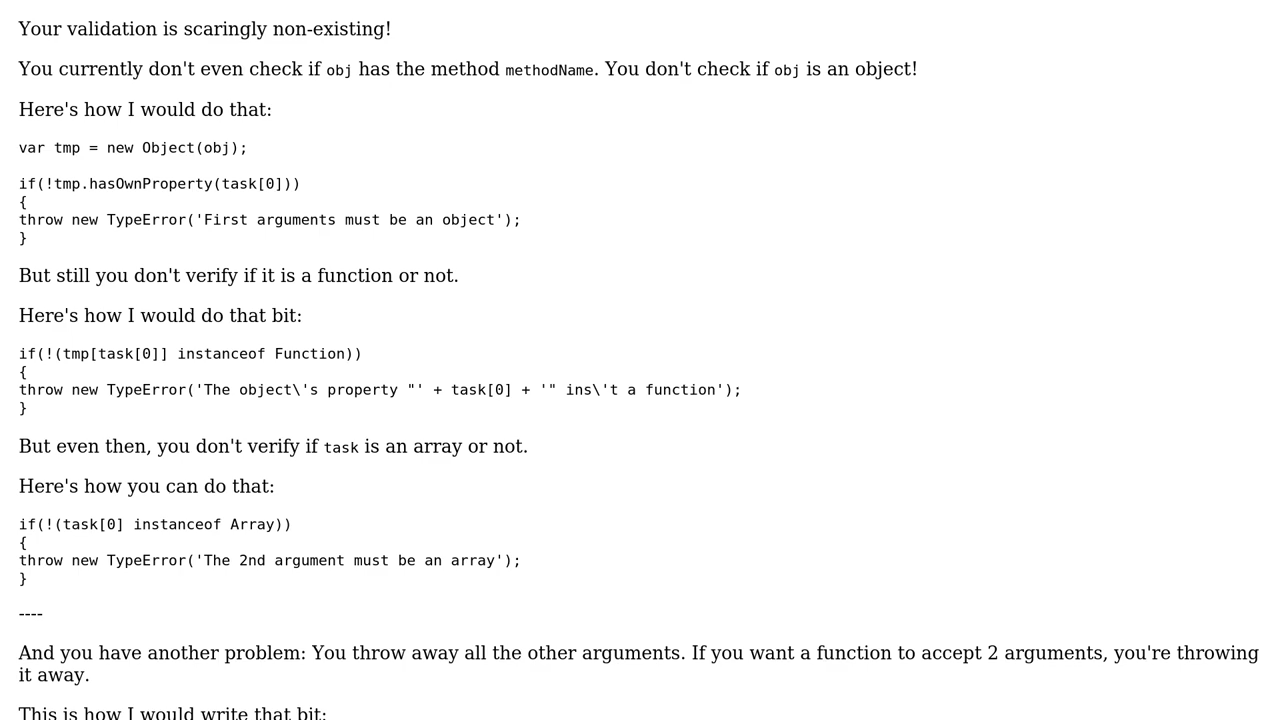 Your validation is scaringly non-existing!
You currently don't even check if obj has the method methodName. You don't check if obj is an object!
Here's how I would do that:
var tmp = new Object(obj);
if(!tmp.hasOwnProperty(task[0]))
{
throw new TypeError('First arguments must be an object');
}
But still you don't verify if it is a function or not.
Here's how I would do that bit:
if(!(tmp[task[0]] instanceof Function))
{
throw new TypeError('The object\'s property "' + task[0] + '" ins\'t a function');
}
But even then, you don't verify if task is an array or not.
Here's how you can do that:
if(!(task[0] instanceof Array))
{
throw new TypeError('The 2nd argument must be an array');
}
----
And you have another problem: You throw away all the other arguments. If you want a function to accept 2 arguments, you're throwing
it away.
This is how I would write that bit: